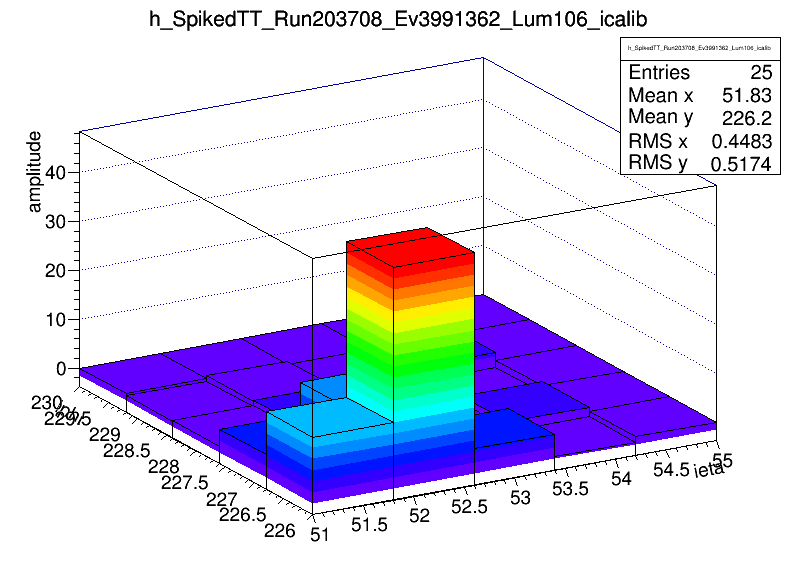 h_SpikedTT_Run203708_Ev3991362_Lum106_icalib
h_SpikedTT_Run203708_Ev3991362_Lum106_icalib
Entries 25
Mean x 51.83
Mean y 226.2
RMS x 0.4483
RMS y 0.5174
amplitude
40
30
20
10
0
230
229.5
229
228.5
228
227.5
227
226.5
226
51
51.5
52
52.5
53
53.5
54
54.5
55
ieta